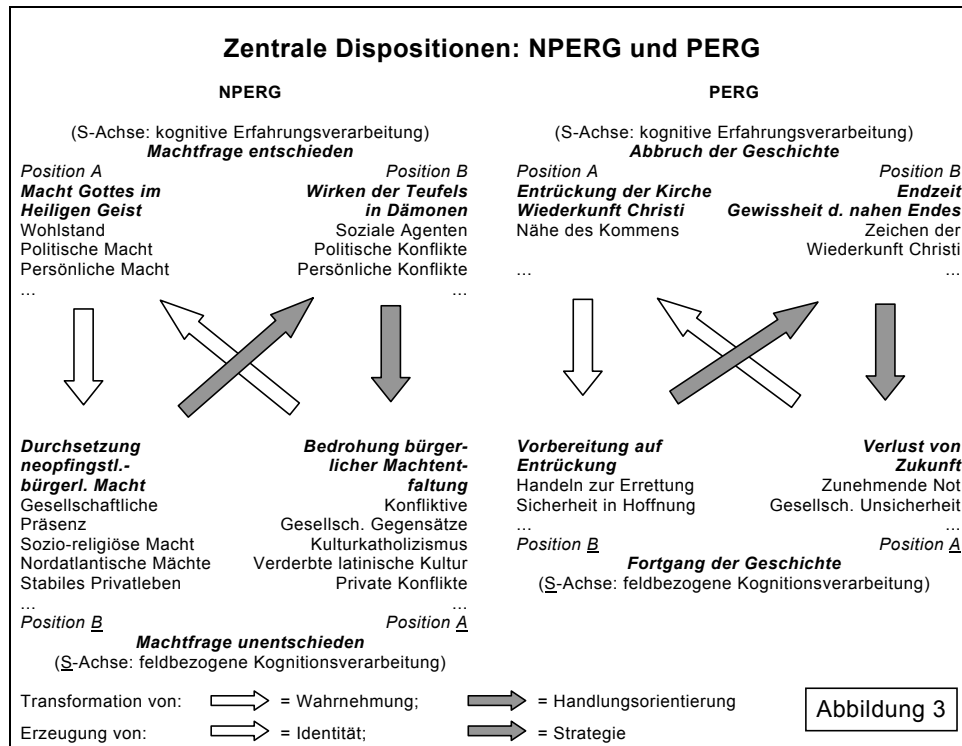 Zentrale Dispositionen: NPERG und PERG
NPERG
(S-Achse: kognitive Erfahrungsverarbeitung)
Machtfrage entschieden
Position A Position B
Macht Gottes im Wirken der Teufels
Heiligen Geist in Dämonen
Wohlstand Soziale Agenten
Politische Macht Politische Konflikte
Persönliche Macht Persönliche Konflikte
... ...
Durchsetzung Bedrohung bürger-
neopfingstl.- licher Machtent-
bürgerl. Macht faltung
Gesellschaftliche Konfliktive
Präsenz Gesellsch. Gegensätze
Sozio-religiöse Macht Kulturkatholizismus
Nordatlantische Mächte Verderbte latinische Kultur
Stabiles Privatleben Private Konflikte
... ...
Position B Position A
Machtfrage unentschieden
(S-Achse: feldbezogene Kognitionsverarbeitung)
PERG
(S-Achse: kognitive Erfahrungsverarbeitung)
Abbruch der Geschichte
Position A Position B
Entrückung der Kirche Endzeit
Wiederkunft Christi Gewissheit d. nahen Endes
Nähe des Kommens Zeichen der
Wiederkunft Christi
... ...
Vorbereitung auf Verlust von
Entrückung Zukunft
Handeln zur Errettung Zunehmende Not
Sicherheit in Hoffnung Gesellsch. Unsicherheit
... ...
Position B Position A
Fortgang der Geschichte
(S-Achse: feldbezogene Kognitionsverarbeitung)
Transformation von: = Wahrnehmung; = Handlungsorientierung
Erzeugung von: = Identität; = Strategie
Abbildung 3